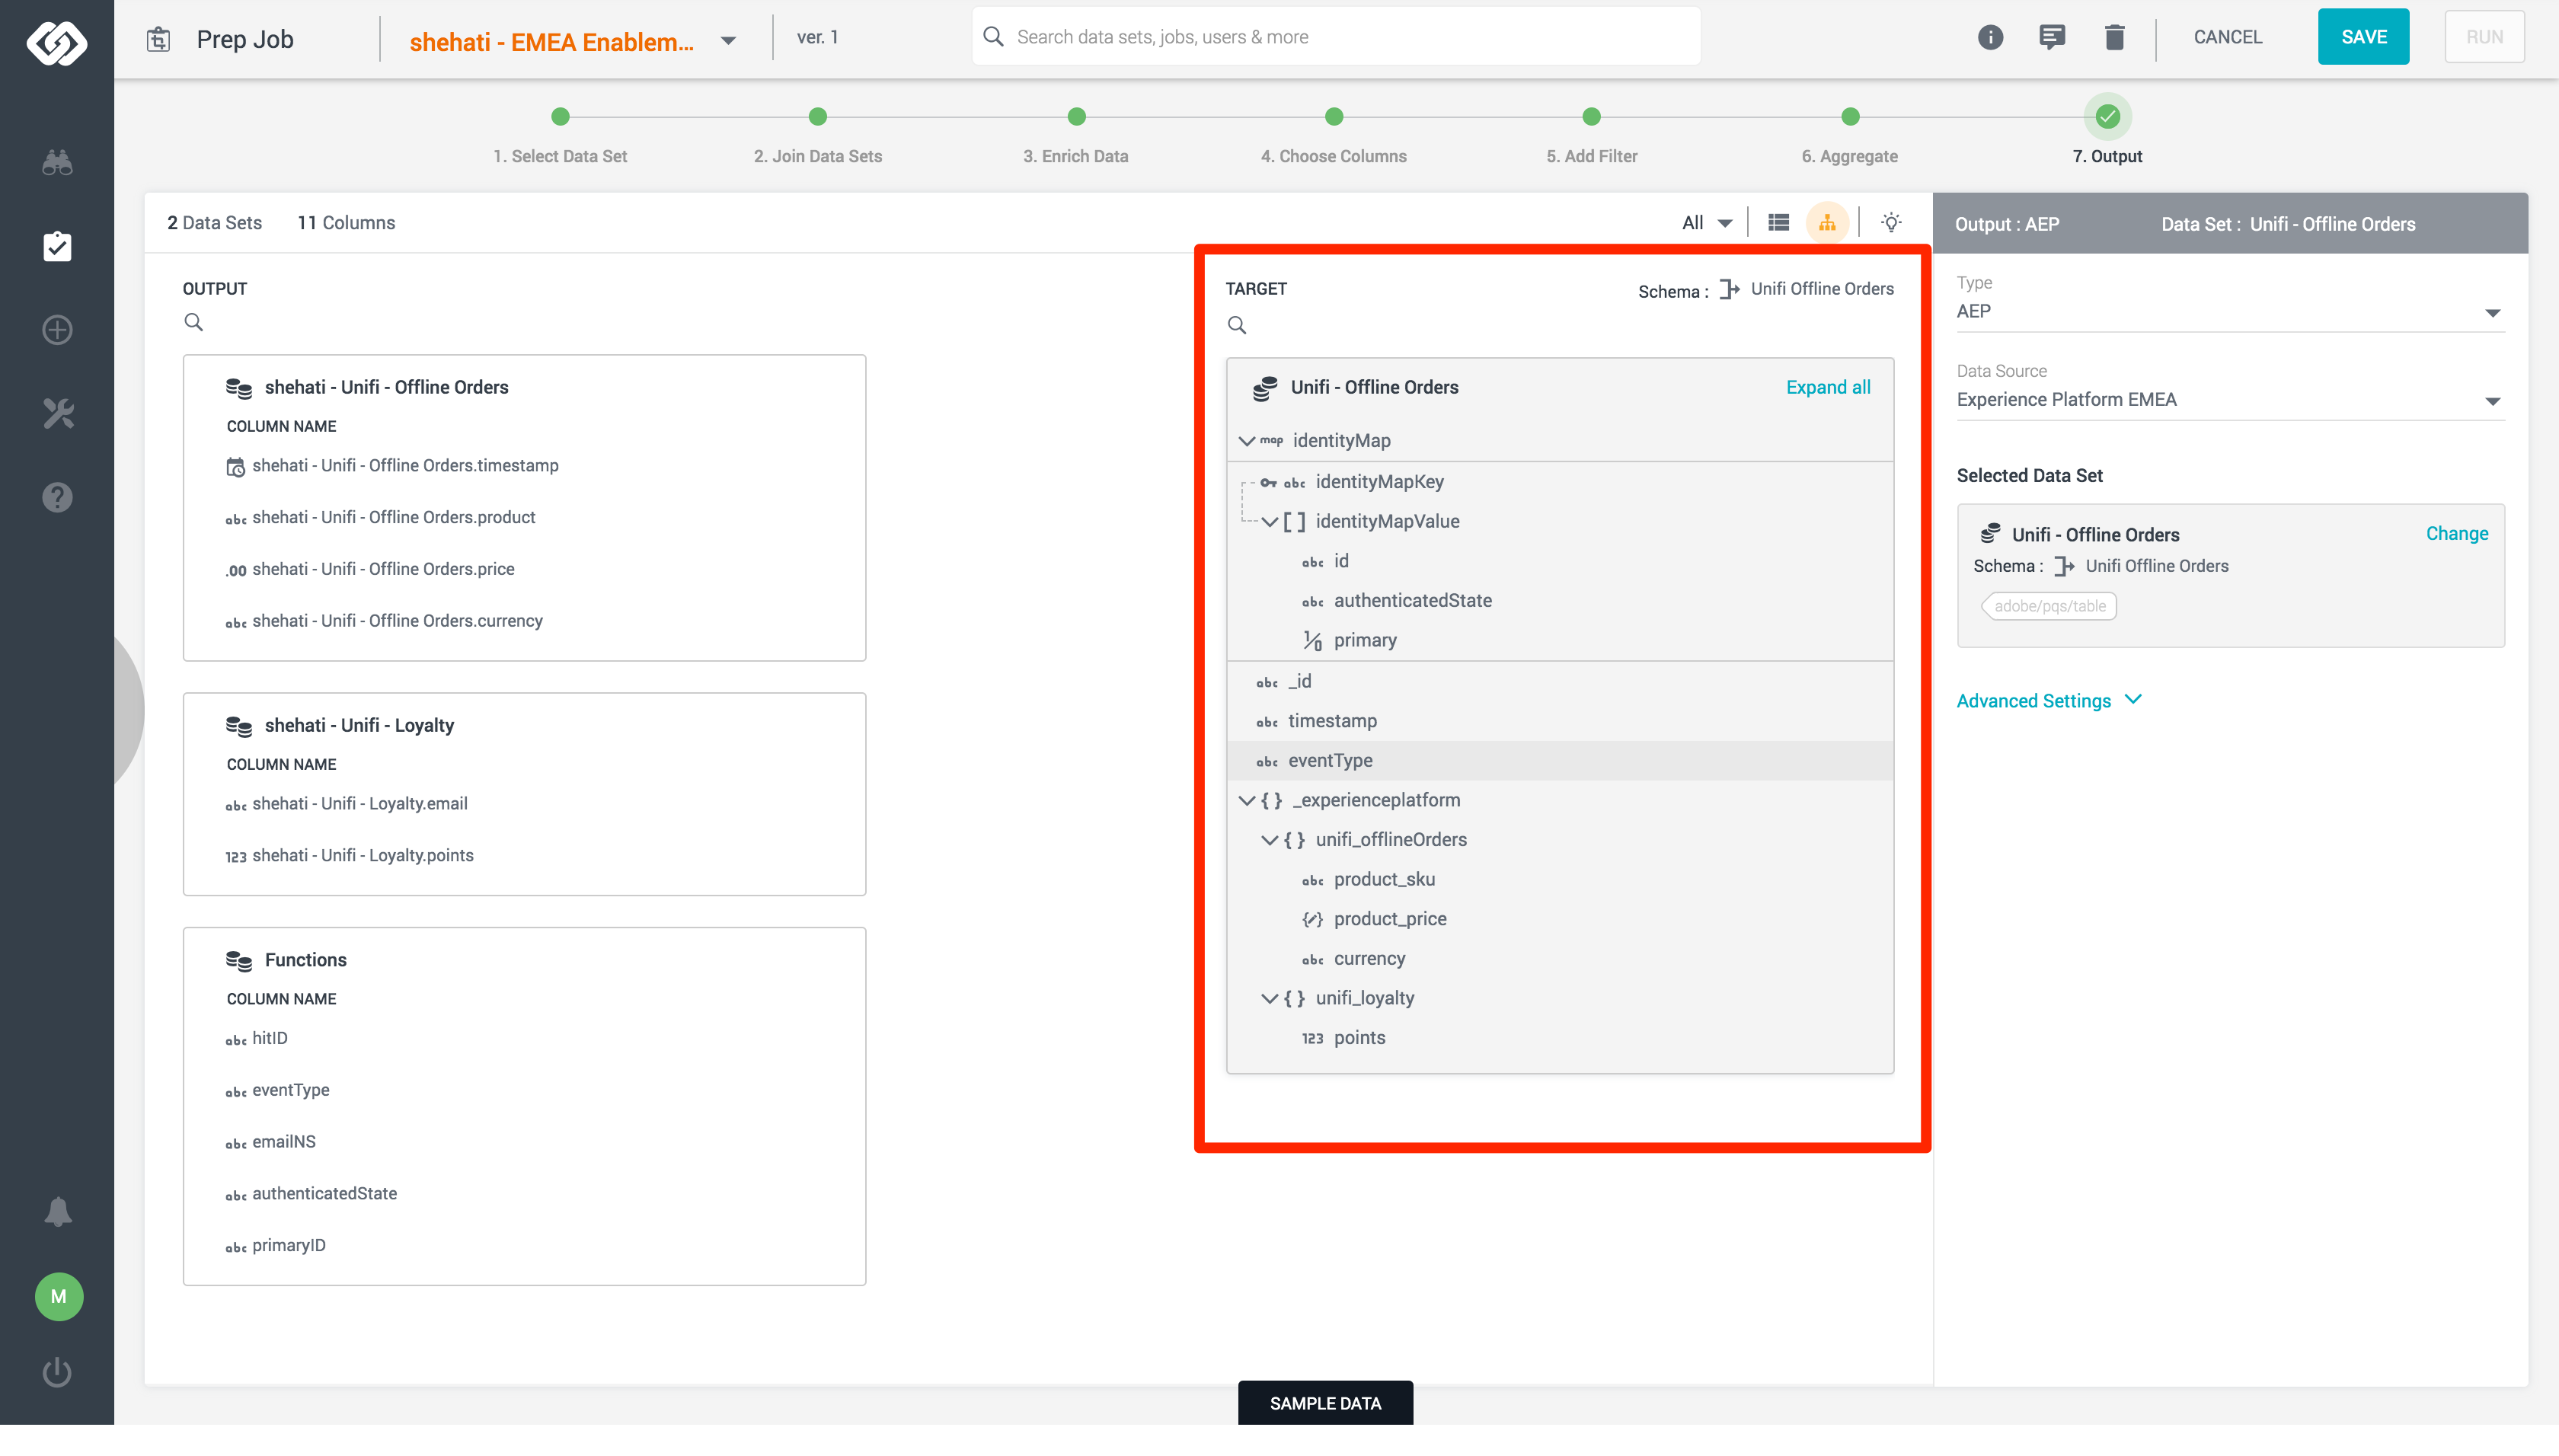 Prep Job
shehati - EMEA Enablem...
ver. 1
Search data sets, jobs, users & more
CANCEL
SAVE
RUN
1. Select Data Set
2. Join Data Sets
3. Enrich Data
4. Choose Columns
5. Add Filter
6. Aggregate
7. Output
2 Data Sets 11 Columns
All
OUTPUT
shehati - Unifi - Offline Orders
COLUMN NAME
shehati - Unifi - Offline Orders.timestamp
abc shehati - Unifi - Offline Orders.product
.00 shehati - Unifi - Offline Orders.price
abc shehati - Unifi - Offline Orders.currency
shehati - Unifi - Loyalty
COLUMN NAME
abc shehati - Unifi - Loyalty.email
123 shehati - Unifi - Loyalty.points
Functions
COLUMN NAME
abc hitID
abc eventType
abc emailNS
abc authenticatedState
abc primaryID
TARGET
Schema : Unifi Offline Orders
Unifi - Offline Orders
Expand all
map identityMap
abc identityMapKey
[ ] identityMapValue
abc id
abc authenticatedState
1/0 primary
abc _id
abc timestamp
abc eventType
{ } _experienceplatform
{ } unifi_offlineOrders
abc product_sku
product_price
abc currency
{ } unifi_loyalty
123 points
Output : AEP
Data Set : Unifi - Offline Orders
Type
AEP
Data Source
Experience Platform EMEA
Selected Data Set
Unifi - Offline Orders
Change
Schema : Unifi Offline Orders
adobe/pqs/table
Advanced Settings
M
SAMPLE DATA